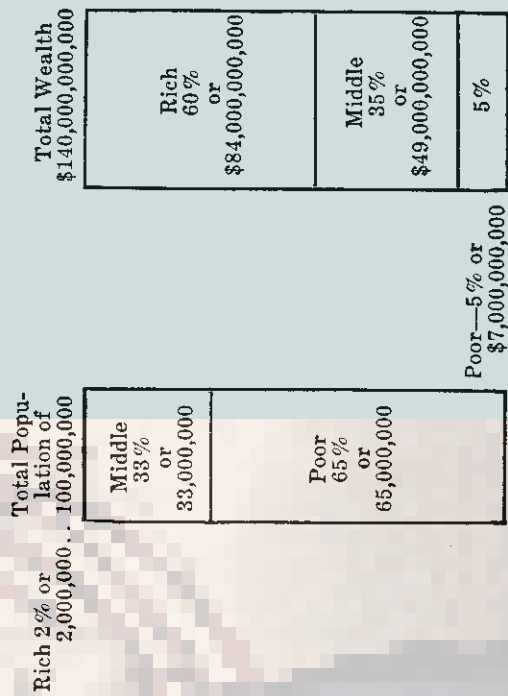 Total Popu-
lation of
Rich 2% or
2,000,000... 100,000,000
Middle
33%
or
33,000,000
Poor
65%
or
65,000,000
Total Wealth
$140,000,000,000
Rich
60%
or
$84,000,000,000
Middle
35%
or
$49,000,000,000
5%
Poor—5% or
$7,000,000,000